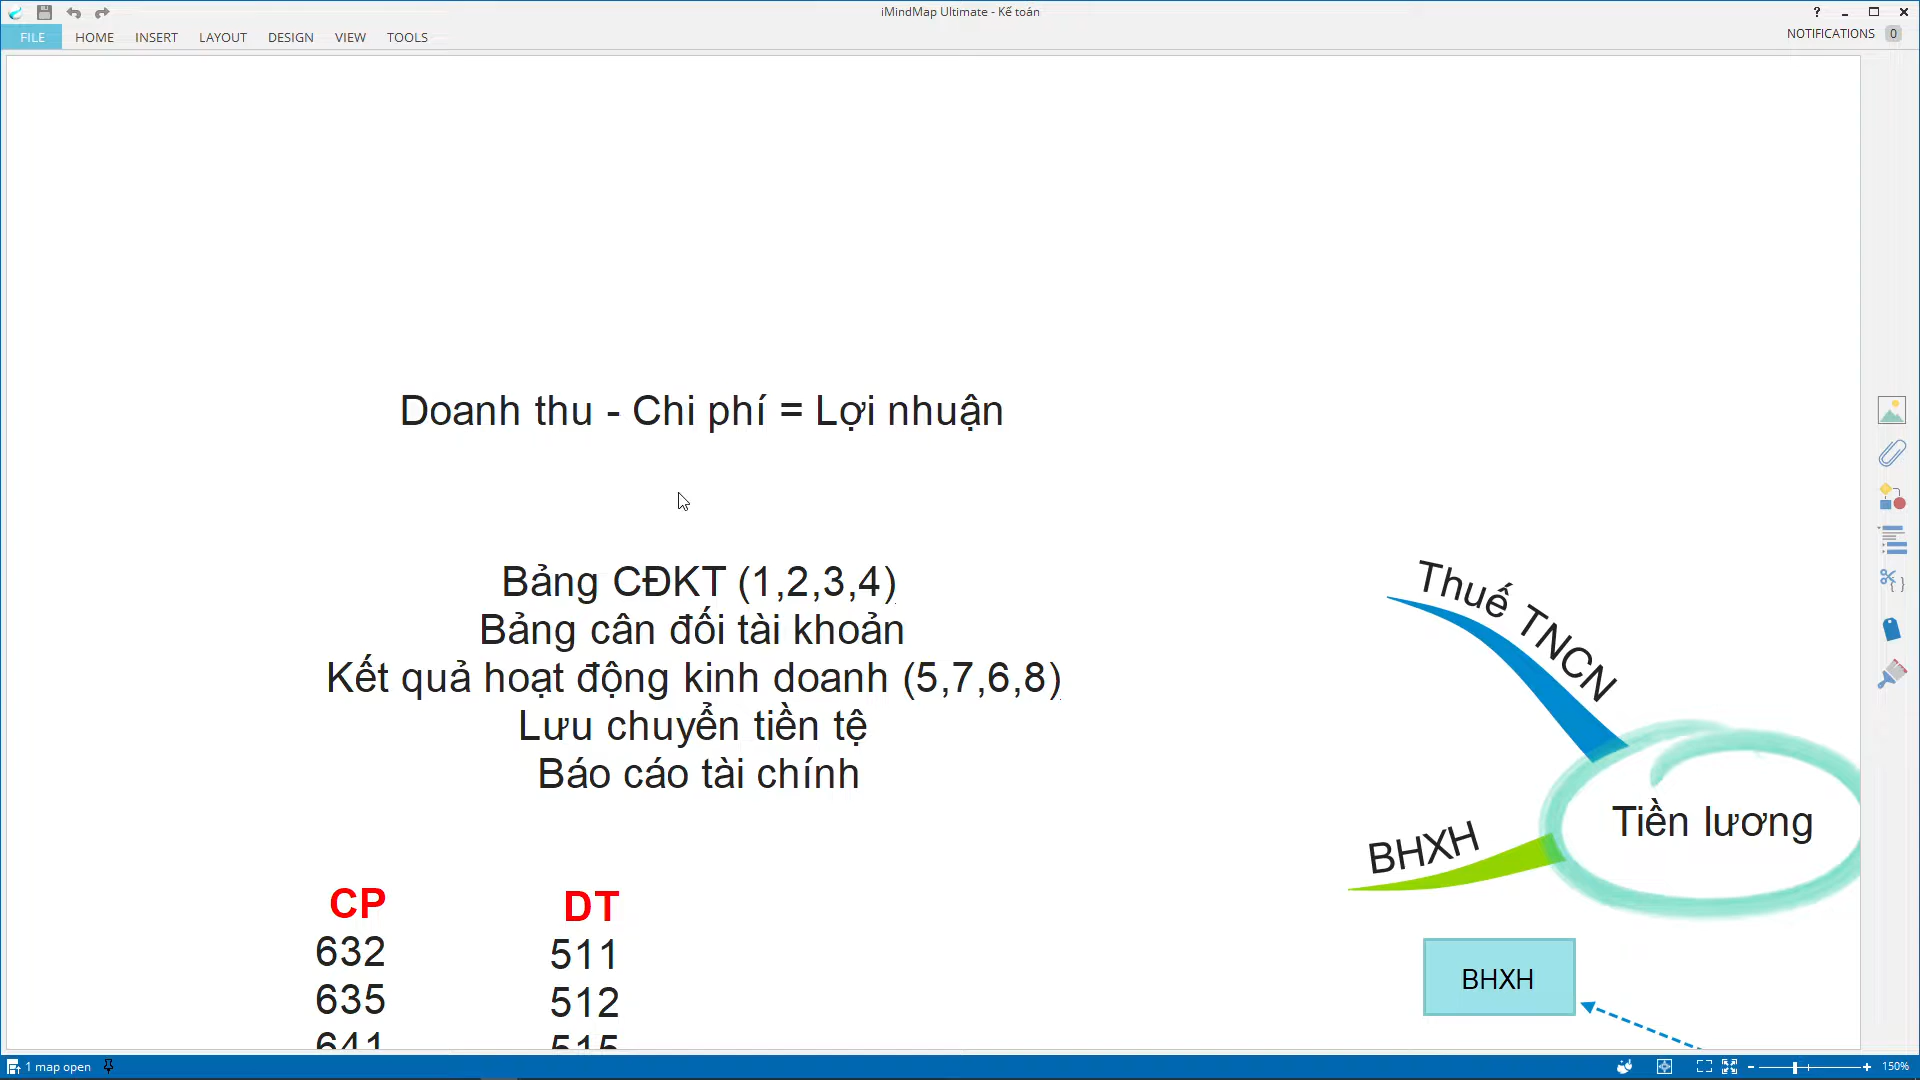 iMindMap Ultimate - Kế toán
?
FILE HOME INSERT LAYOUT DESIGN VIEW TOOLS
NOTIFICATIONS 0
Doanh thu - Chi phí = Lợi nhuận
Bảng CĐKT (1,2,3,4)
Bảng cân đối tài khoản
Kết quả hoạt động kinh doanh (5,7,6,8)
Lưu chuyển tiền tệ
Báo cáo tài chính
Thuế TNCN
Tiền lương
BHXH
BHXH
CP DT
632 511
635 512
641 515
1 map open
150%